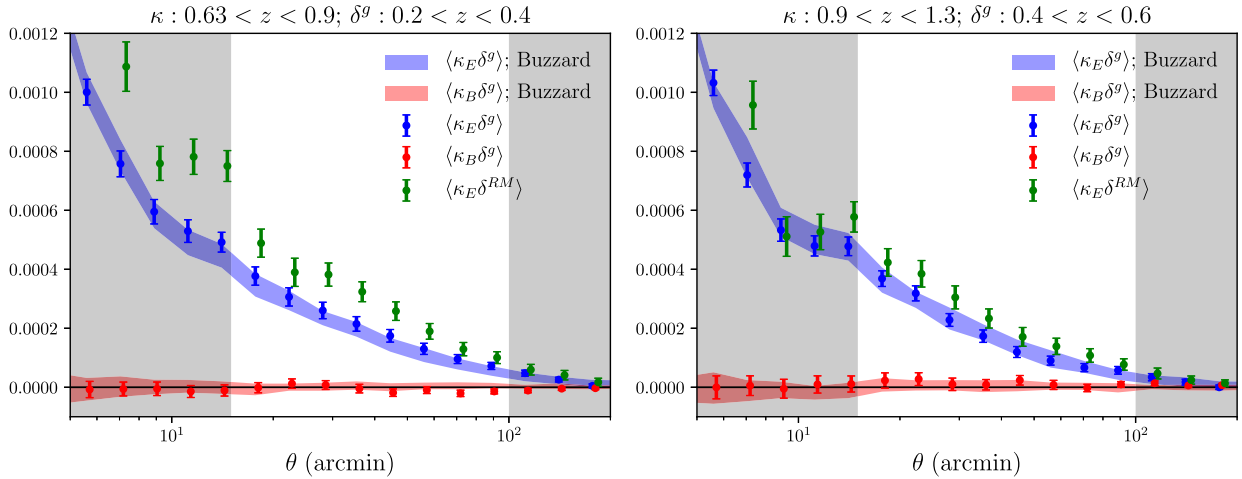 κ : 0.63 < z < 0.9; δ^g : 0.2 < z < 0.4
0.0012
0.0010
0.0008
0.0006
0.0004
0.0002
0.0000
⟨κ_E δ^g⟩; Buzzard
⟨κ_B δ^g⟩; Buzzard
⟨κ_E δ^g⟩
⟨κ_B δ^g⟩
⟨κ_E δ^{RM}⟩
10^1
10^2
θ (arcmin)
κ : 0.9 < z < 1.3; δ^g : 0.4 < z < 0.6
0.0012
0.0010
0.0008
0.0006
0.0004
0.0002
0.0000
⟨κ_E δ^g⟩; Buzzard
⟨κ_B δ^g⟩; Buzzard
⟨κ_E δ^g⟩
⟨κ_B δ^g⟩
⟨κ_E δ^{RM}⟩
10^1
10^2
θ (arcmin)